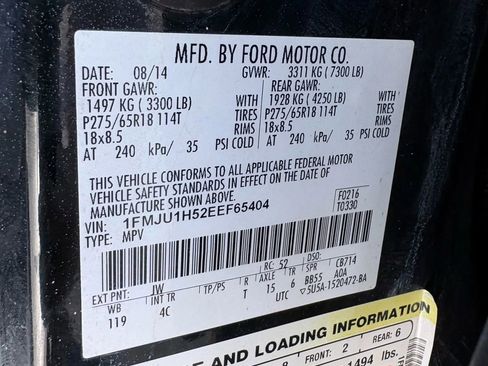 MFD. BY FORD MOTOR CO.
DATE: 08/14 GVWR: 3311 KG ( 7300 LB)
FRONT GAWR: REAR GAWR:
1497 KG ( 3300 LB) WITH 1928 KG ( 4250 LB) WITH
P275/65R18 114T TIRES P275/65R18 114T TIRES
18x8.5 RIMS 18x8.5 RIMS
AT 240 kPa/ 35 PSI COLD AT 240 kPa/ 35 PSI COLD
THIS VEHICLE CONFORMS TO ALL APPLICABLE FEDERAL MOTOR
VEHICLE SAFETY STANDARDS IN EFFECT ON THE DATE OF
MANUFACTURE SHOWN ABOVE.
VIN: 1FMJU1H52EEF65404 F0216
TYPE: MPV T0330
EXT PNT: JW RC: 52 DSO:
WB INT TR TP/PS R AXLE TR SPR CB714
119 4C T 15 6 BB55 AOA
UTC 5U5A-1520472-BA
E AND LOADING INFORMATION
8 FRONT: 2 REAR: 6
1494 lbs.